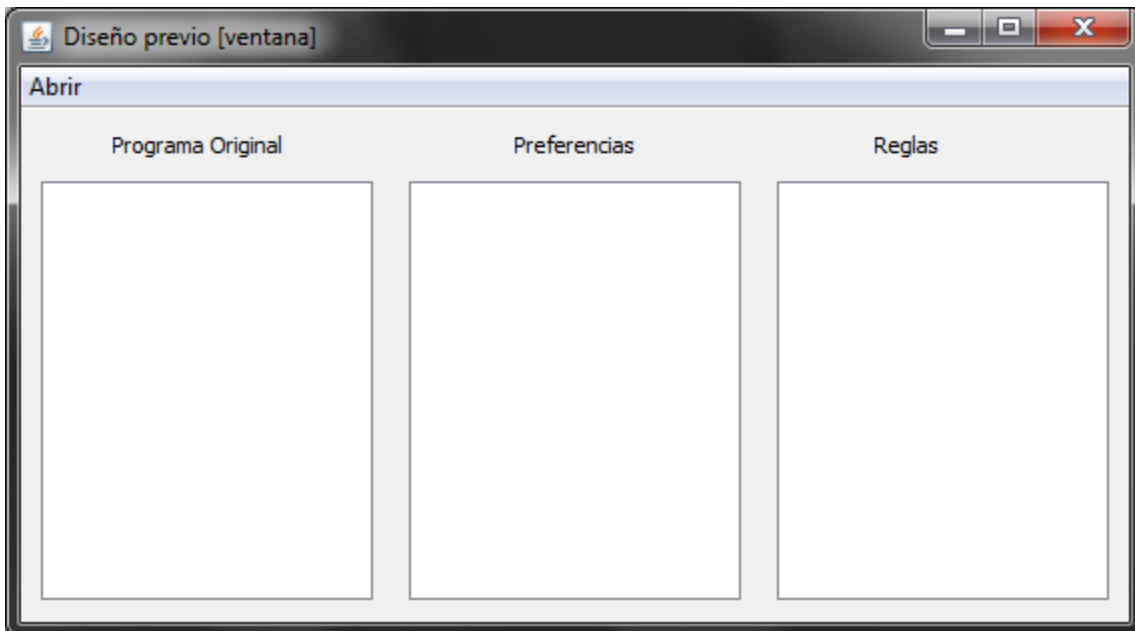 Diseño previo [ventana]
Abrir
Programa Original Preferencias Reglas